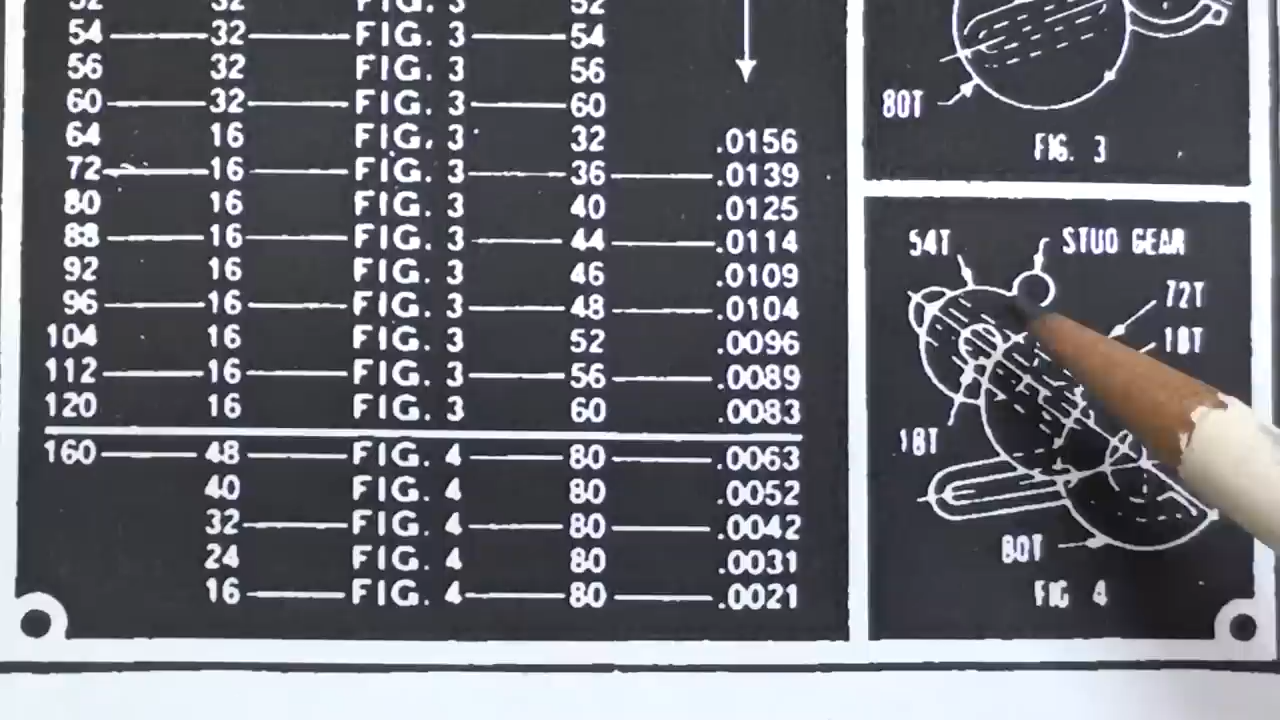 52 32 FIG. 3 52
54 32 FIG. 3 54
56 32 FIG. 3 56
60 32 FIG. 3 60
64 16 FIG. 3 32 .0156
72 16 FIG. 3 36 .0139
80 16 FIG. 3 40 .0125
88 16 FIG. 3 44 .0114
92 16 FIG. 3 46 .0109
96 16 FIG. 3 48 .0104
104 16 FIG. 3 52 .0096
112 16 FIG. 3 56 .0089
120 16 FIG. 3 60 .0083
160 48 FIG. 4 80 .0063
40 FIG. 4 80 .0052
32 FIG. 4 80 .0042
24 FIG. 4 80 .0031
16 FIG. 4 80 .0021
80T
FIG. 3
54T STUD GEAR
72T
18T
18T
80T
FIG 4